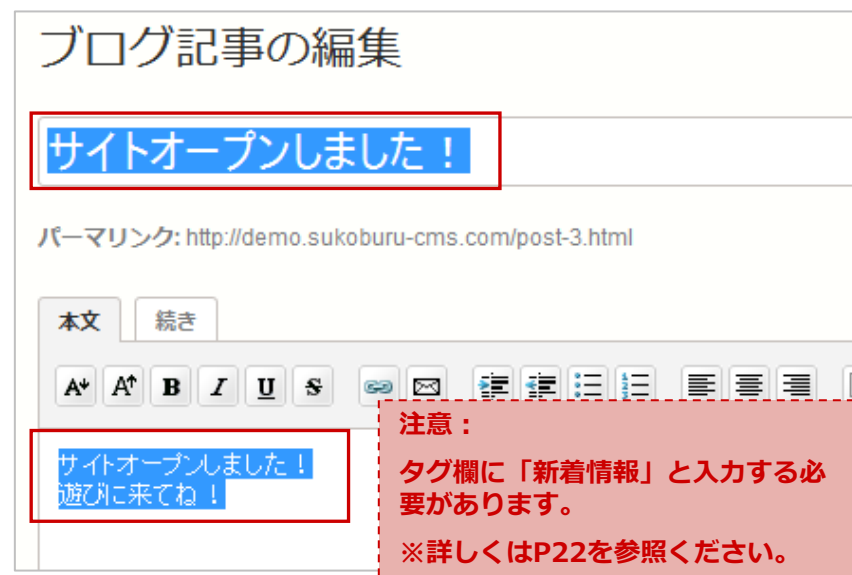 ブログ記事の編集
サイトオープンしました！
パーマリンク: http://demo.sukoburu-cms.com/post-3.html
本文 続き
A A B I U S
サイトオープンしました！
遊びに来てね！
注意：
タグ欄に「新着情報」と入力する必
要があります。
※詳しくはP22を参照ください。